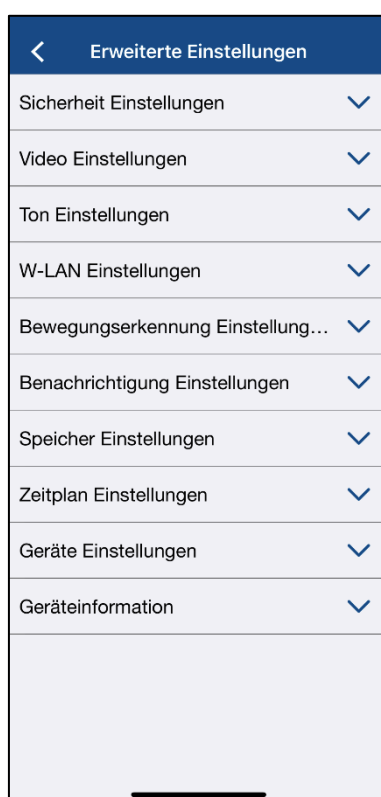 Erweiterte Einstellungen
Sicherheit Einstellungen
Video Einstellungen
Ton Einstellungen
W-LAN Einstellungen
Bewegungserkennung Einstellung...
Benachrichtigung Einstellungen
Speicher Einstellungen
Zeitplan Einstellungen
Geräte Einstellungen
Geräteinformation